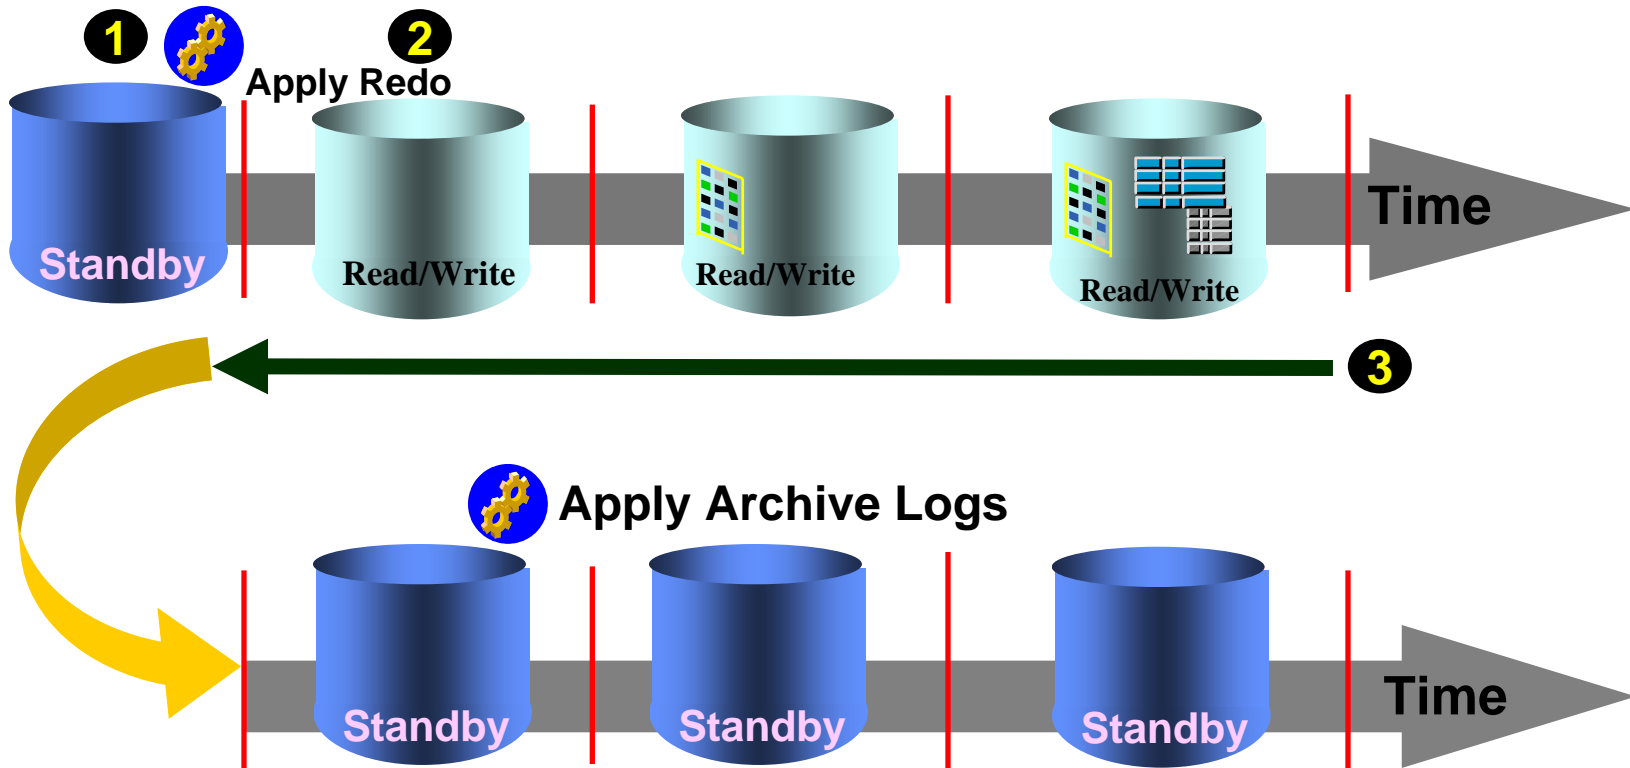 1
2
Apply Redo
Standby
Read/Write
Read/Write
Read/Write
Time
3
Apply Archive Logs
Standby
Standby
Standby
Time